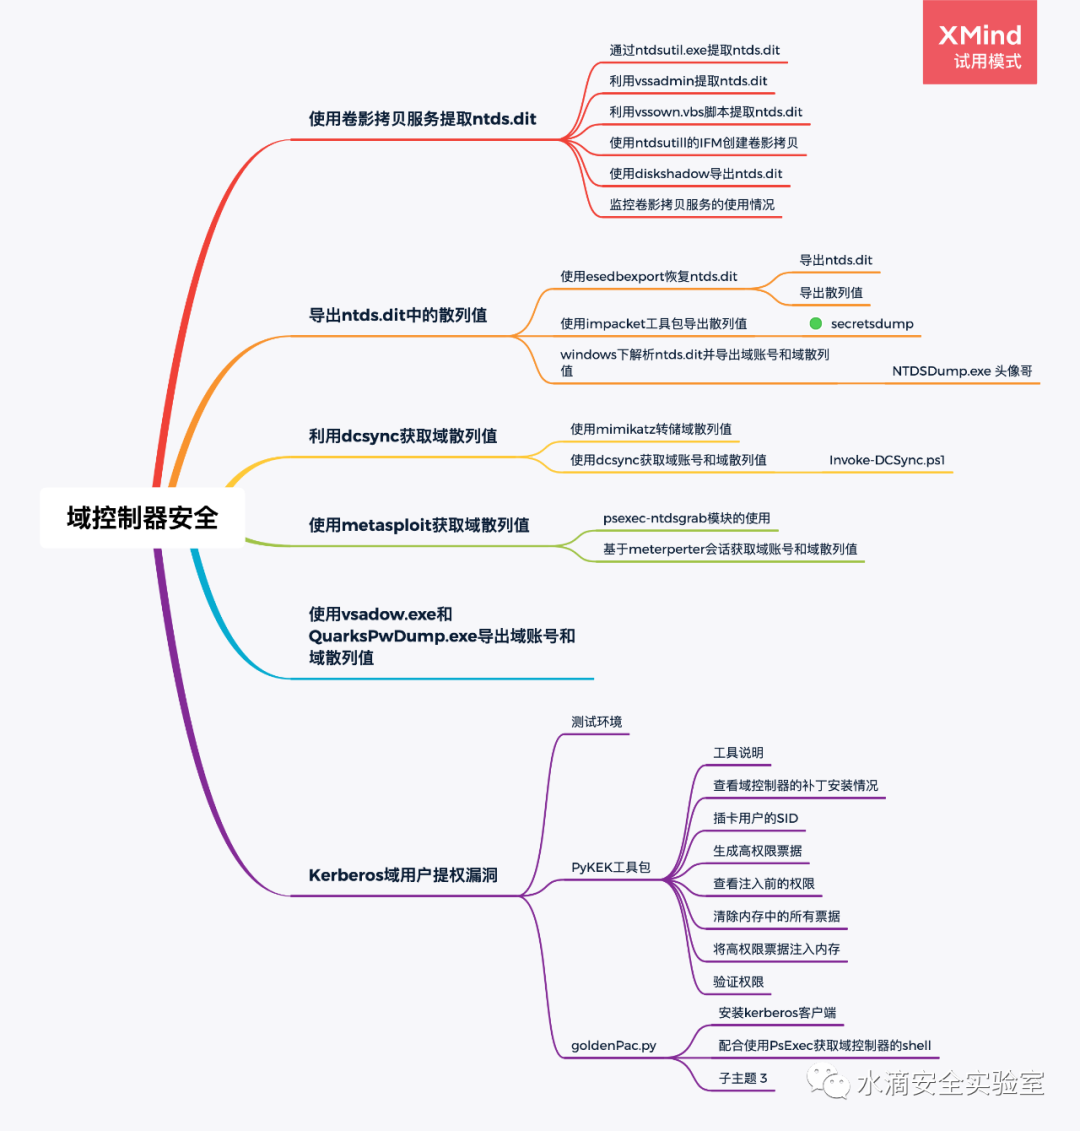 XMind
试用模式
通过ntdsutil.exe提取ntds.dit
利用vssadmin提取ntds.dit
利用vssown.vbs脚本提取ntds.dit
使用ntdsutill的IFM创建卷影拷贝
使用diskshadow导出ntds.dit
监控卷影拷贝服务的使用情况
使用卷影拷贝服务提取ntds.dit
导出ntds.dit
导出散列值
使用esedbexport恢复ntds.dit
使用impacket工具包导出散列值
secretsdump
windows下解析ntds.dit并导出域账号和域散列
值
NTDSDump.exe 头像哥
导出ntds.dit中的散列值
使用mimikatz转储域散列值
使用dcsync获取域账号和域散列值
Invoke-DCSync.ps1
利用dcsync获取域散列值
域控制器安全
psexec-ntdsgrab模块的使用
基于meterperter会话获取域账号和域散列值
使用metasploit获取域散列值
使用vsadow.exe和
QuarksPwDump.exe导出域账号和
域散列值
测试环境
工具说明
查看域控制器的补丁安装情况
插卡用户的SID
生成高权限票据
查看注入前的权限
清除内存中的所有票据
将高权限票据注入内存
验证权限
PyKEK工具包
Kerberos域用户提权漏洞
安装kerberos客户端
配合使用PsExec获取域控制器的shell
子主题 3
goldenPac.py
水滴安全实验室